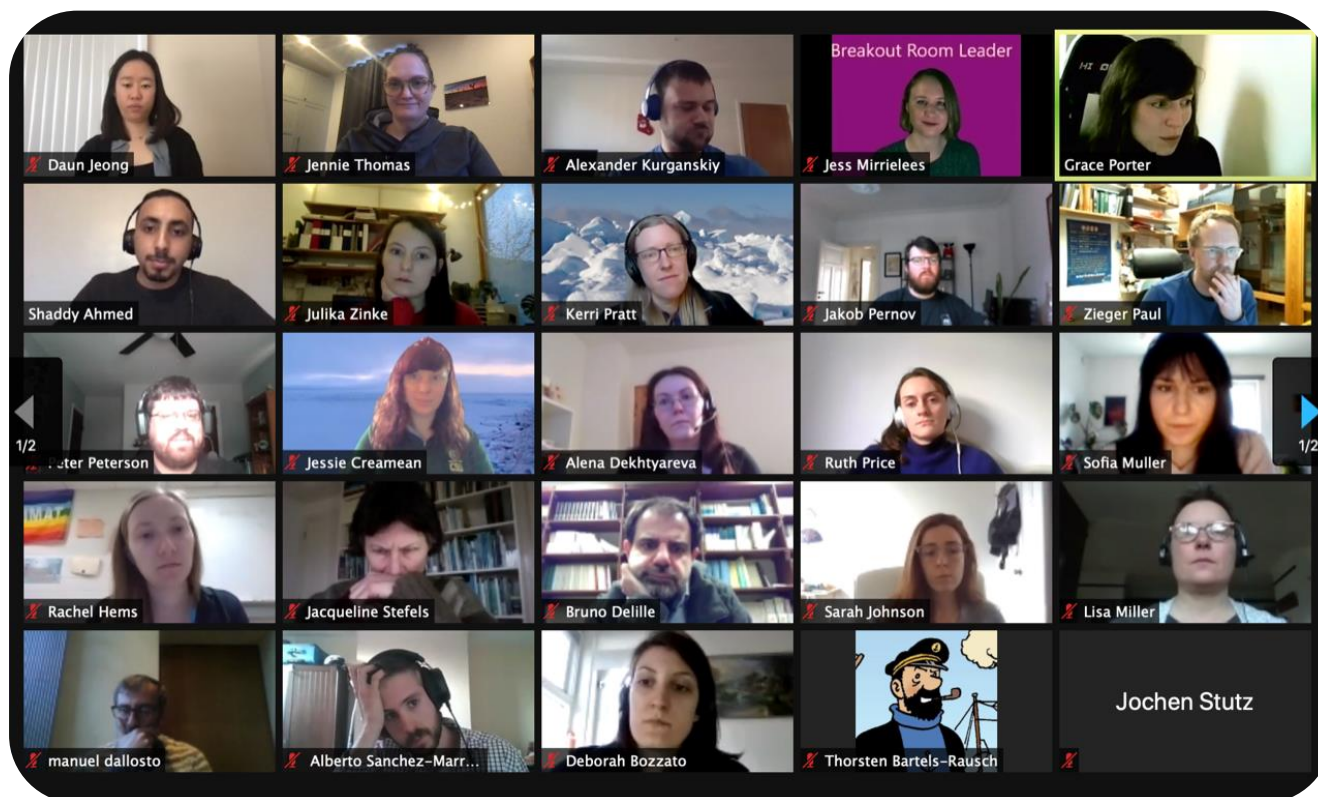 Breakout Room Leader
HI
Daun Jeong
Jennie Thomas
Alexander Kurganskiy
Jess Mirrielees
Grace Porter
Shaddy Ahmed
Julika Zinke
Kerri Pratt
Jakob Pernov
Zieger Paul
1/2
1/2
Peter Peterson
Jessie Creamean
Alena Dekhtyareva
Ruth Price
Sofia Muller
Rachel Hems
Jacqueline Stefels
Bruno Delille
Sarah Johnson
Lisa Miller
Jochen Stutz
manuel dallosto
Alberto Sanchez-Marr...
Deborah Bozzato
Thorsten Bartels-Rausch